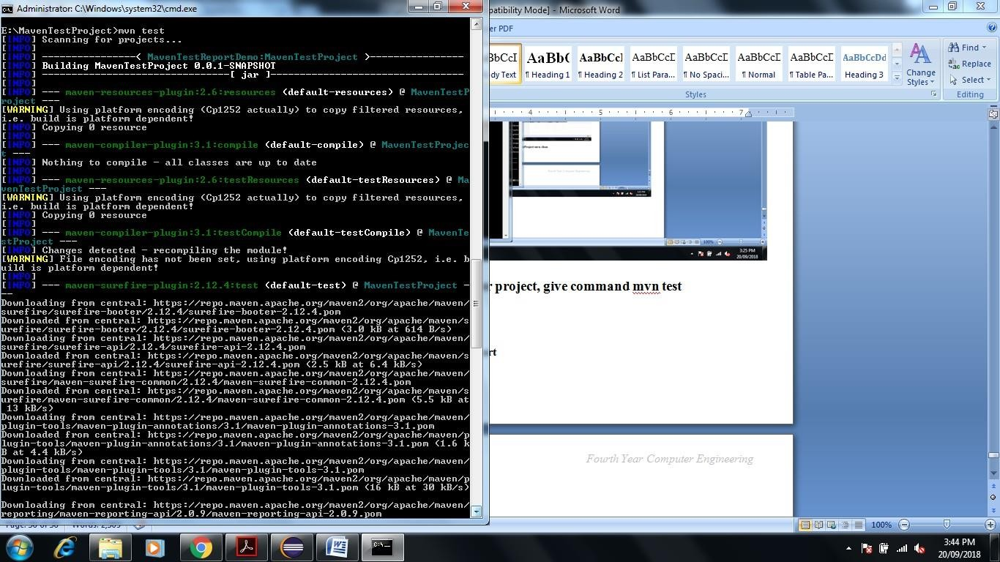 Administrator: C:\Windows\system32\cmd.exe
E:\MavenTestProject>mvn test
[INFO] Scanning for projects...
[INFO]
[INFO] ----------------< MavenTestReportDemo:MavenTestProject >----------------
[INFO] Building MavenTestProject 0.0.1-SNAPSHOT
[INFO] --------------------------------[ jar ]---------------------------------
[INFO]
[INFO] --- maven-resources-plugin:2.6:resources (default-resources) @ MavenTestP
roject ---
[WARNING] Using platform encoding (Cp1252 actually) to copy filtered resources,
i.e. build is platform dependent!
[INFO] Copying 0 resource
[INFO]
[INFO] --- maven-compiler-plugin:3.1:compile (default-compile) @ MavenTestProjec
t ---
[INFO] Nothing to compile - all classes are up to date
[INFO]
[INFO] --- maven-resources-plugin:2.6:testResources (default-testResources) @ Ma
venTestProject ---
[WARNING] Using platform encoding (Cp1252 actually) to copy filtered resources,
i.e. build is platform dependent!
[INFO] Copying 0 resource
[INFO]
[INFO] --- maven-compiler-plugin:3.1:testCompile (default-testCompile) @ MavenTe
stProject ---
[INFO] Changes detected - recompiling the module!
[WARNING] File encoding has not been set, using platform encoding Cp1252, i.e. b
uild is platform dependent!
[INFO]
[INFO] --- maven-surefire-plugin:2.12.4:test (default-test) @ MavenTestProject -
--
Downloading from central: https://repo.maven.apache.org/maven2/org/apache/maven/
surefire/surefire-booter/2.12.4/surefire-booter-2.12.4.pom
Downloaded from central: https://repo.maven.apache.org/maven2/org/apache/maven/s
urefire/surefire-booter/2.12.4/surefire-booter-2.12.4.pom (3.0 kB at 614 B/s)
Downloading from central: https://repo.maven.apache.org/maven2/org/apache/maven/
surefire/surefire-api/2.12.4/surefire-api-2.12.4.pom
Downloaded from central: https://repo.maven.apache.org/maven2/org/apache/maven/s
urefire/surefire-api/2.12.4/surefire-api-2.12.4.pom (2.5 kB at 6.4 kB/s)
Downloading from central: https://repo.maven.apache.org/maven2/org/apache/maven/
surefire/maven-surefire-common/2.12.4/maven-surefire-common-2.12.4.pom
Downloaded from central: https://repo.maven.apache.org/maven2/org/apache/maven/s
urefire/maven-surefire-common/2.12.4/maven-surefire-common-2.12.4.pom (5.5 kB at
13 kB/s)
Downloading from central: https://repo.maven.apache.org/maven2/org/apache/maven/
plugin-tools/maven-plugin-annotations/3.1/maven-plugin-annotations-3.1.pom
Downloaded from central: https://repo.maven.apache.org/maven2/org/apache/maven/p
lugin-tools/maven-plugin-annotations/3.1/maven-plugin-annotations-3.1.pom (1.6 k
B at 4.4 kB/s)
Downloading from central: https://repo.maven.apache.org/maven2/org/apache/maven/
plugin-tools/maven-plugin-tools/3.1/maven-plugin-tools-3.1.pom
Downloaded from central: https://repo.maven.apache.org/maven2/org/apache/maven/p
lugin-tools/maven-plugin-tools/3.1/maven-plugin-tools-3.1.pom (16 kB at 30 kB/s)
Downloading from central: https://repo.maven.apache.org/maven2/org/apache/maven/
reporting/maven-reporting-api/2.0.9/maven-reporting-api-2.0.9.pom
patibility Mode] - Microsoft Word
er PDF
BbCcI AaBb( AaBbCcI AaBbCcD AaBbCcD AaBbCcD AaBbCcD AaBbCcDd
dy Text ¶ Heading 1 ¶ Heading 2 ¶ List Para... ¶ No Spaci... ¶ Normal ¶ Table Pa... Heading 3
Change
Styles
Find
Replace
Select
Styles
Editing
4 5 6 7
Fourth Year Computer Engineering
100%
3:25 PM
20/09/2018
r project, give command mvn test
rt
Fourth Year Computer Engineering
Words: 2,305
100%
3:44 PM
20/09/2018